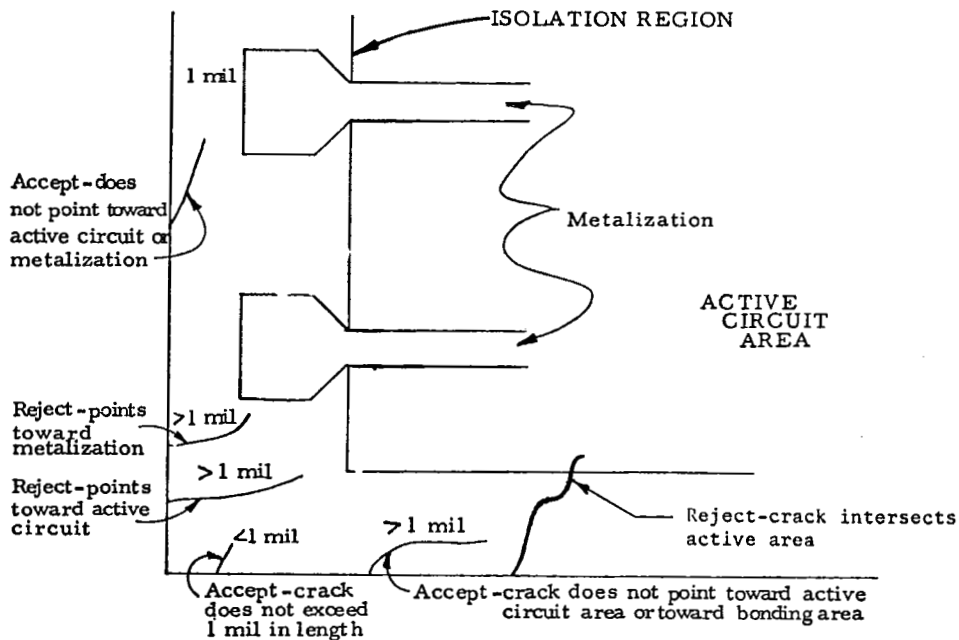 ISOLATION REGION
1 mil
Accept-does
not point toward
active circuit or
metalization
Metalization
ACTIVE
CIRCUIT
AREA
Reject-points
toward
metalization
>1 mil
>1 mil
Reject-points
toward active
circuit
<1 mil
>1 mil
Reject-crack intersects
active area
Accept-crack
does not exceed
1 mil in length
Accept-crack does not point toward active
circuit area or toward bonding area